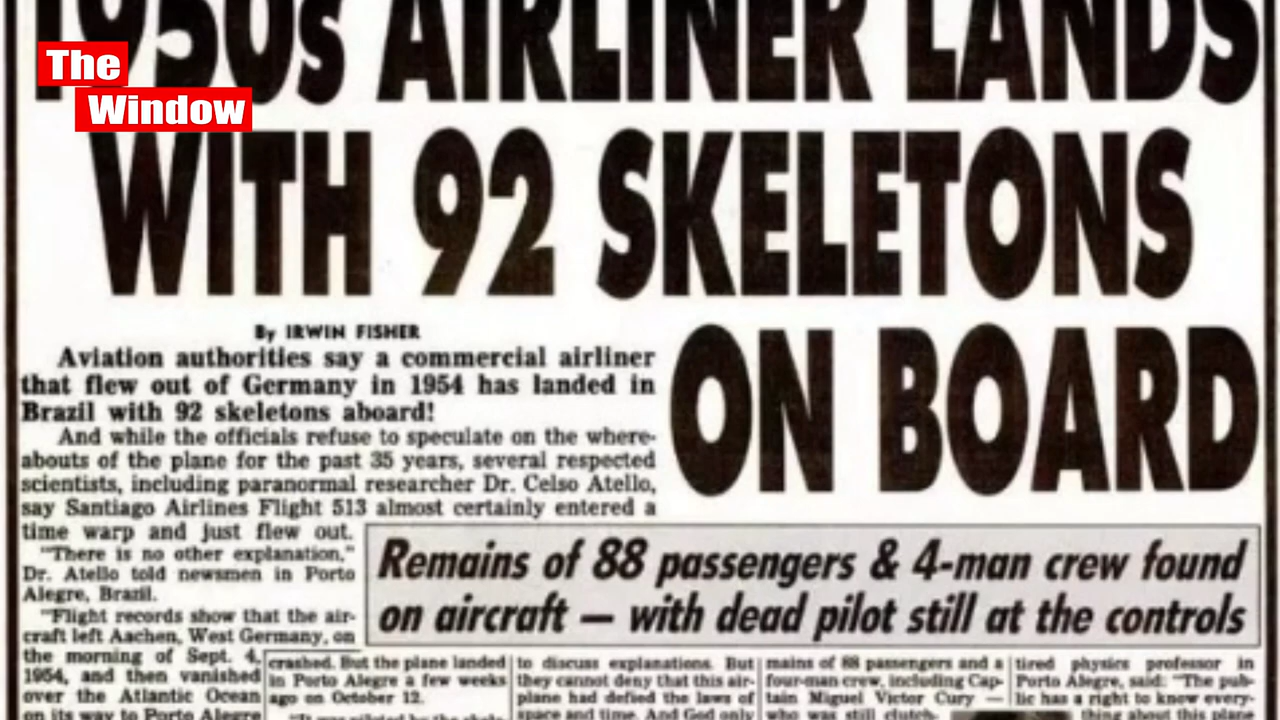 The
Window
1950s AIRLINER LANDS
WITH 92 SKELETONS
ON BOARD
By IRWIN FISHER
Aviation authorities say a commercial airliner
that flew out of Germany in 1954 has landed in
Brazil with 92 skeletons aboard!
And while the officials refuse to speculate on the where-
abouts of the plane for the past 35 years, several respected
scientists, including paranormal researcher Dr. Celso Atello,
say Santiago Airlines Flight 513 almost certainly entered a
time warp and just flew out.
"There is no other explanation,"
Dr. Atello told newsmen in Porto
Alegre, Brazil.
"Flight records show that the air-
craft left Aachen, West Germany, on
the morning of Sept. 4,
1954, and then vanished
over the Atlantic Ocean
on its way to Porto Alegre
Remains of 88 passengers & 4-man crew found
on aircraft — with dead pilot still at the controls
crashed. But the plane landed
in Porto Alegre a few weeks
ago on October 12.
to discuss explanations. But
they cannot deny that this air-
plane had defied the laws of
space and time. And God only
mains of 88 passengers and a
four-man crew, including Cap-
tain Miguel Victor Cury —
who was still clutch-
tired physics professor in
Porto Alegre, said: "The pub-
lic has a right to know every-
thing about this